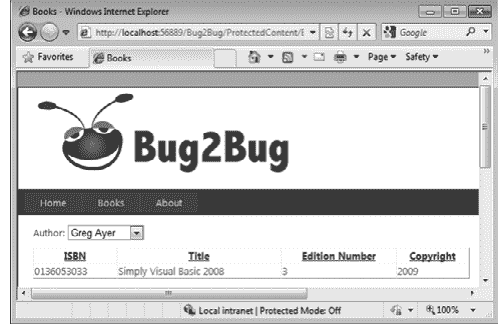 Books - Windows Internet Explorer
http://localhost:56889/Bug2Bug/ProtectedContent/E
Google
Favorites
Books
Page
Safety
Bug2Bug
Home Books About
Author: Greg Ayer
ISBN Title Edition Number Copyright
0136053033 Simply Visual Basic 2008 3 2009
Local intranet | Protected Mode: Off
100%